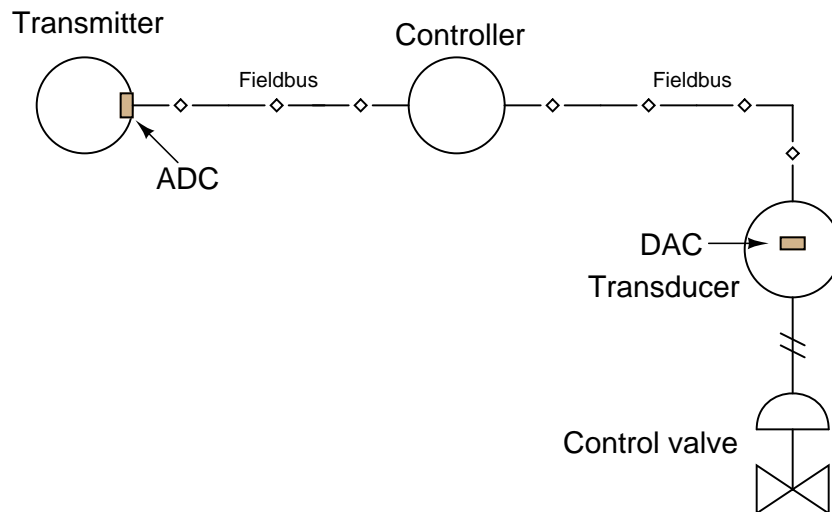 Transmitter
Controller
Fieldbus
Fieldbus
ADC
DAC
Transducer
Control valve